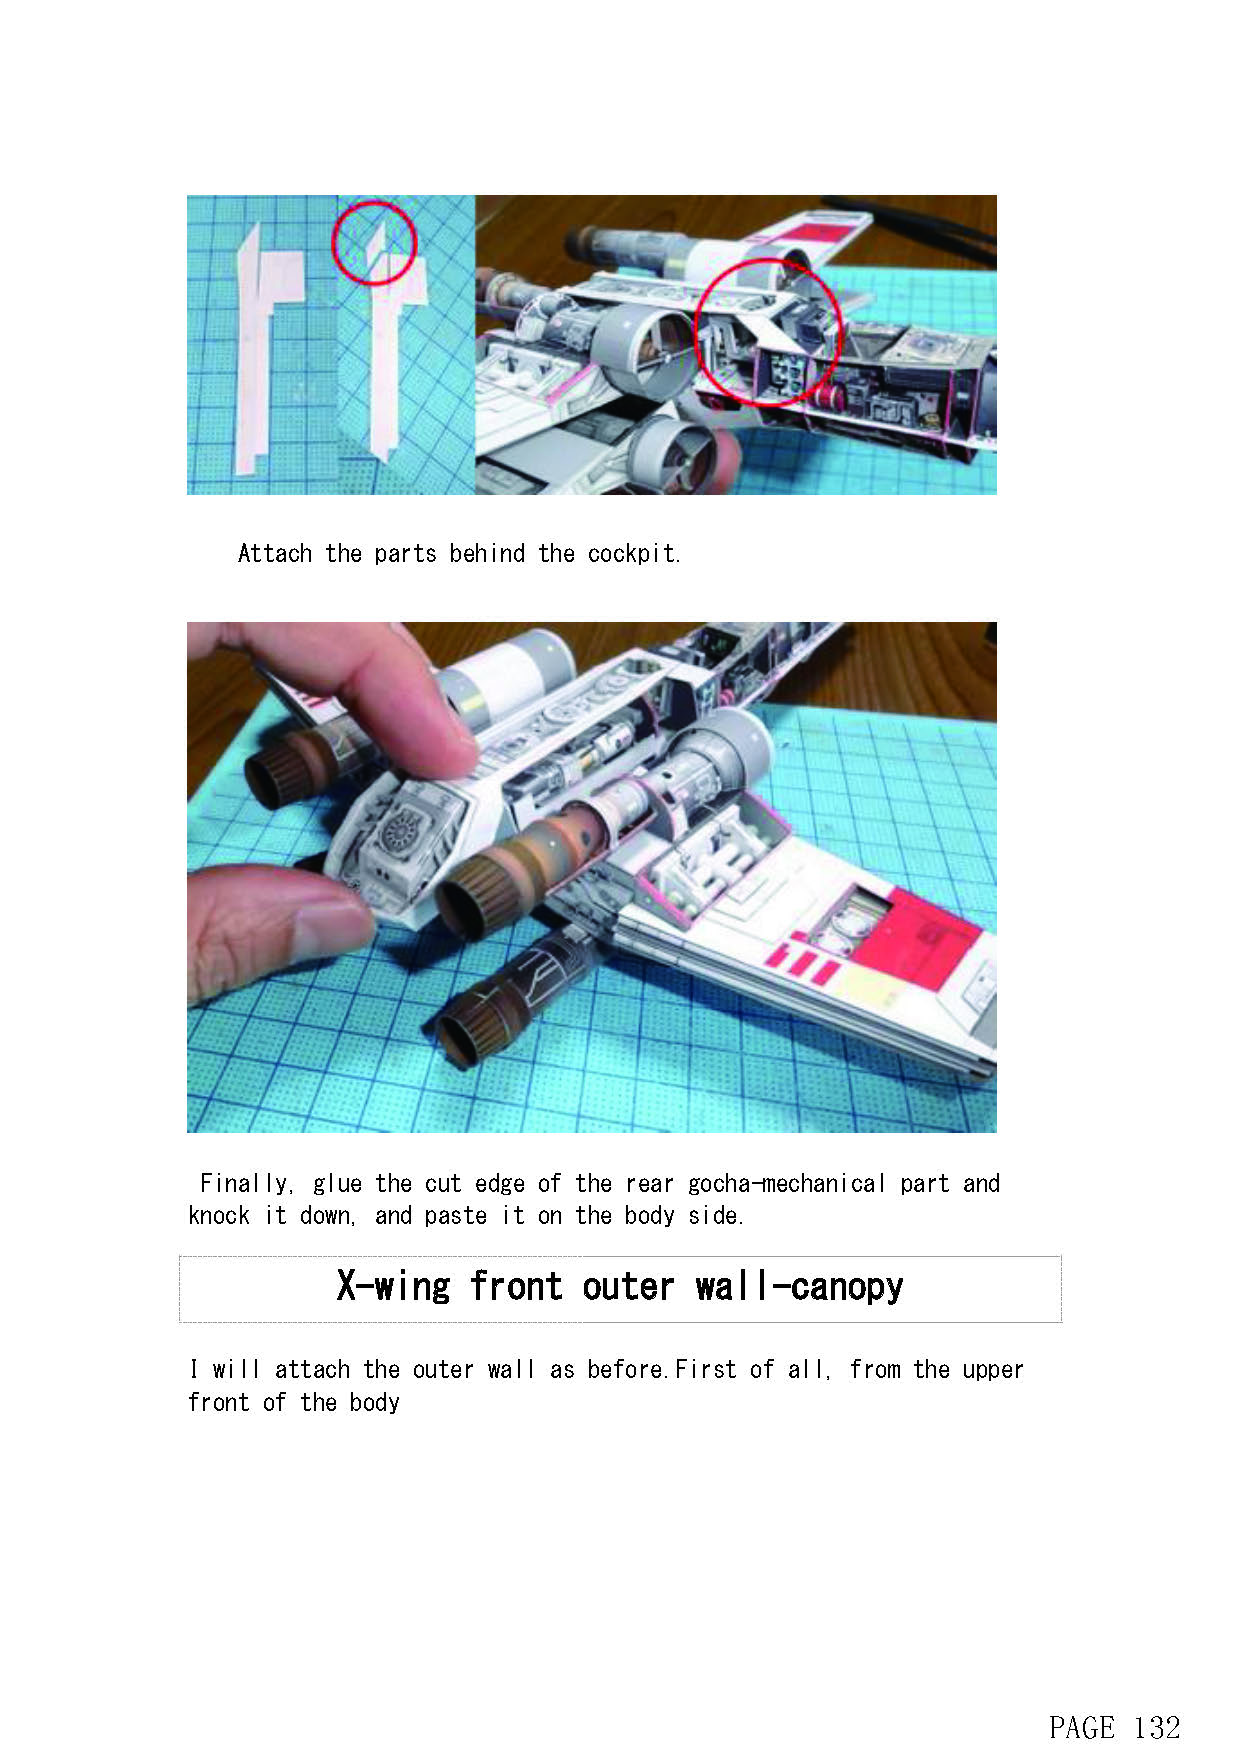 Attach the parts behind the cockpit.
Finally, glue the cut edge of the rear gocha-mechanical part and
knock it down, and paste it on the body side.
X-wing front outer wall-canopy
I will attach the outer wall as before.First of all, from the upper
front of the body
PAGE 132